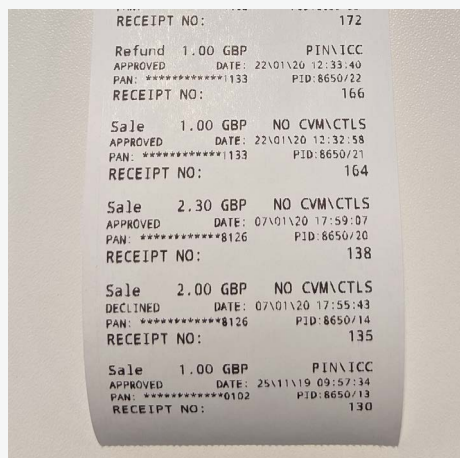 RECEIPT NO: 172
Refund 1.00 GBP PIN\ICC
APPROVED DATE: 22\01\20 12:33:40
PAN: ************1133 PID:8650/22
RECEIPT NO: 166
Sale 1.00 GBP NO CVM\CTLS
APPROVED DATE: 22\01\20 12:32:58
PAN: ************1133 PID:8650/21
RECEIPT NO: 164
Sale 2.30 GBP NO CVM\CTLS
APPROVED DATE: 07\01\20 17:59:07
PAN: ************8126 PID:8650/20
RECEIPT NO: 138
Sale 2.00 GBP NO CVM\CTLS
DECLINED DATE: 07\01\20 17:55:43
PAN: ************8126 PID:8650/14
RECEIPT NO: 135
Sale 1.00 GBP PIN\ICC
APPROVED DATE: 25\11\19 09:57:34
PAN: ************0102 PID:8650/13
RECEIPT NO: 130